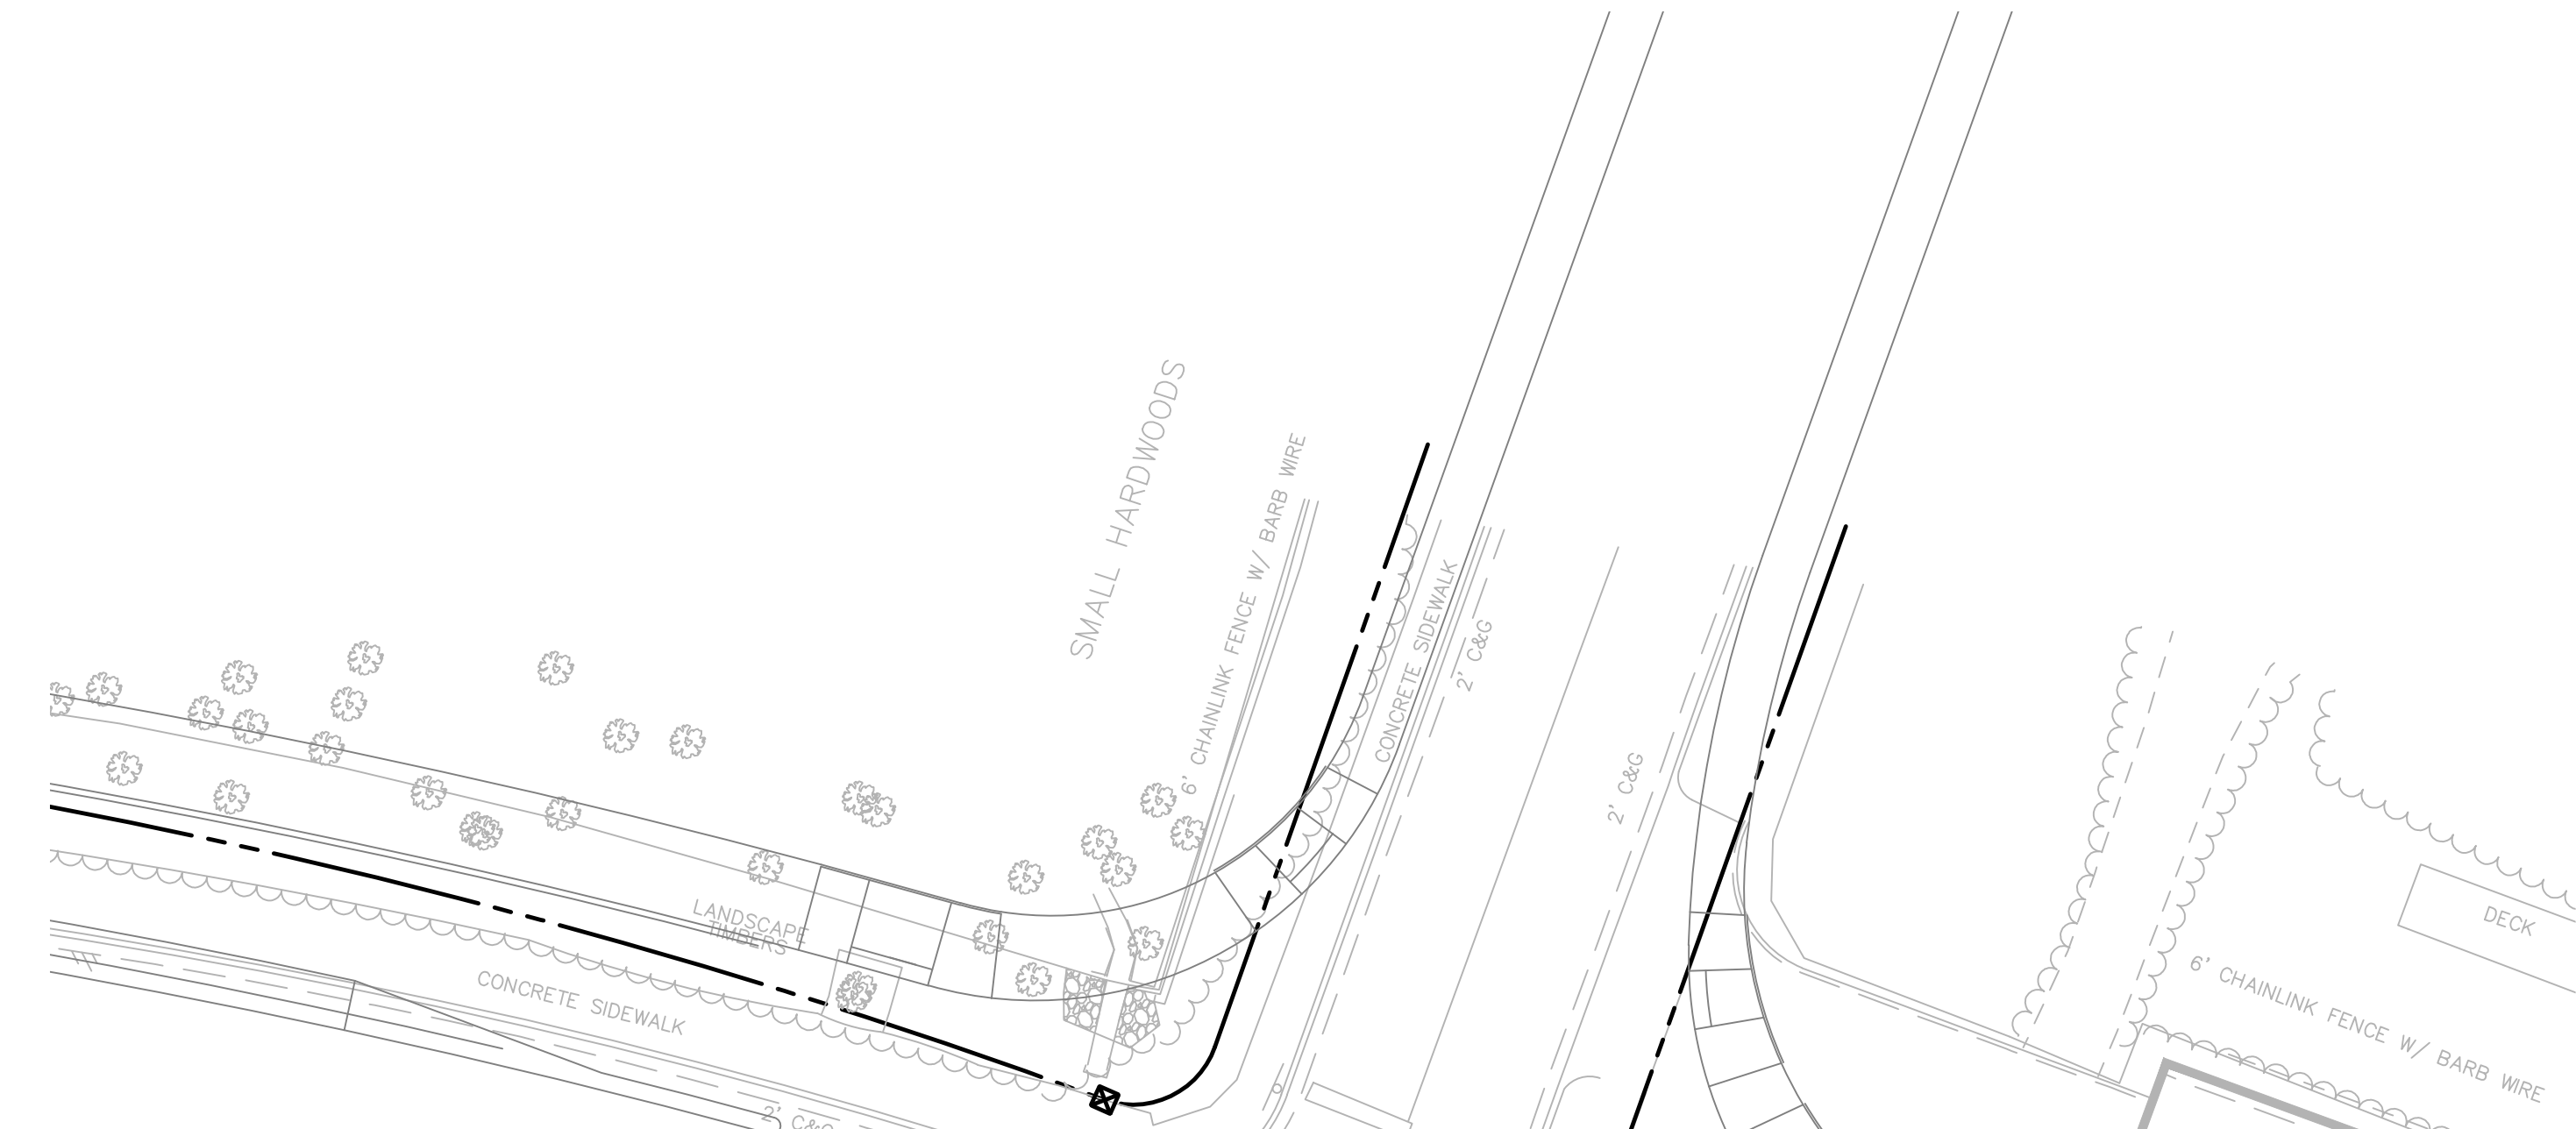 SMALL HARDWOODS
6' CHAINLINK FENCE W/ BARB WIRE
CONCRETE SIDEWALK
2' C&G
2' C&G
LANDSCAPE
TIMBERS
CONCRETE SIDEWALK
2' C&G
DECK
6' CHAINLINK FENCE W/ BARB WIRE